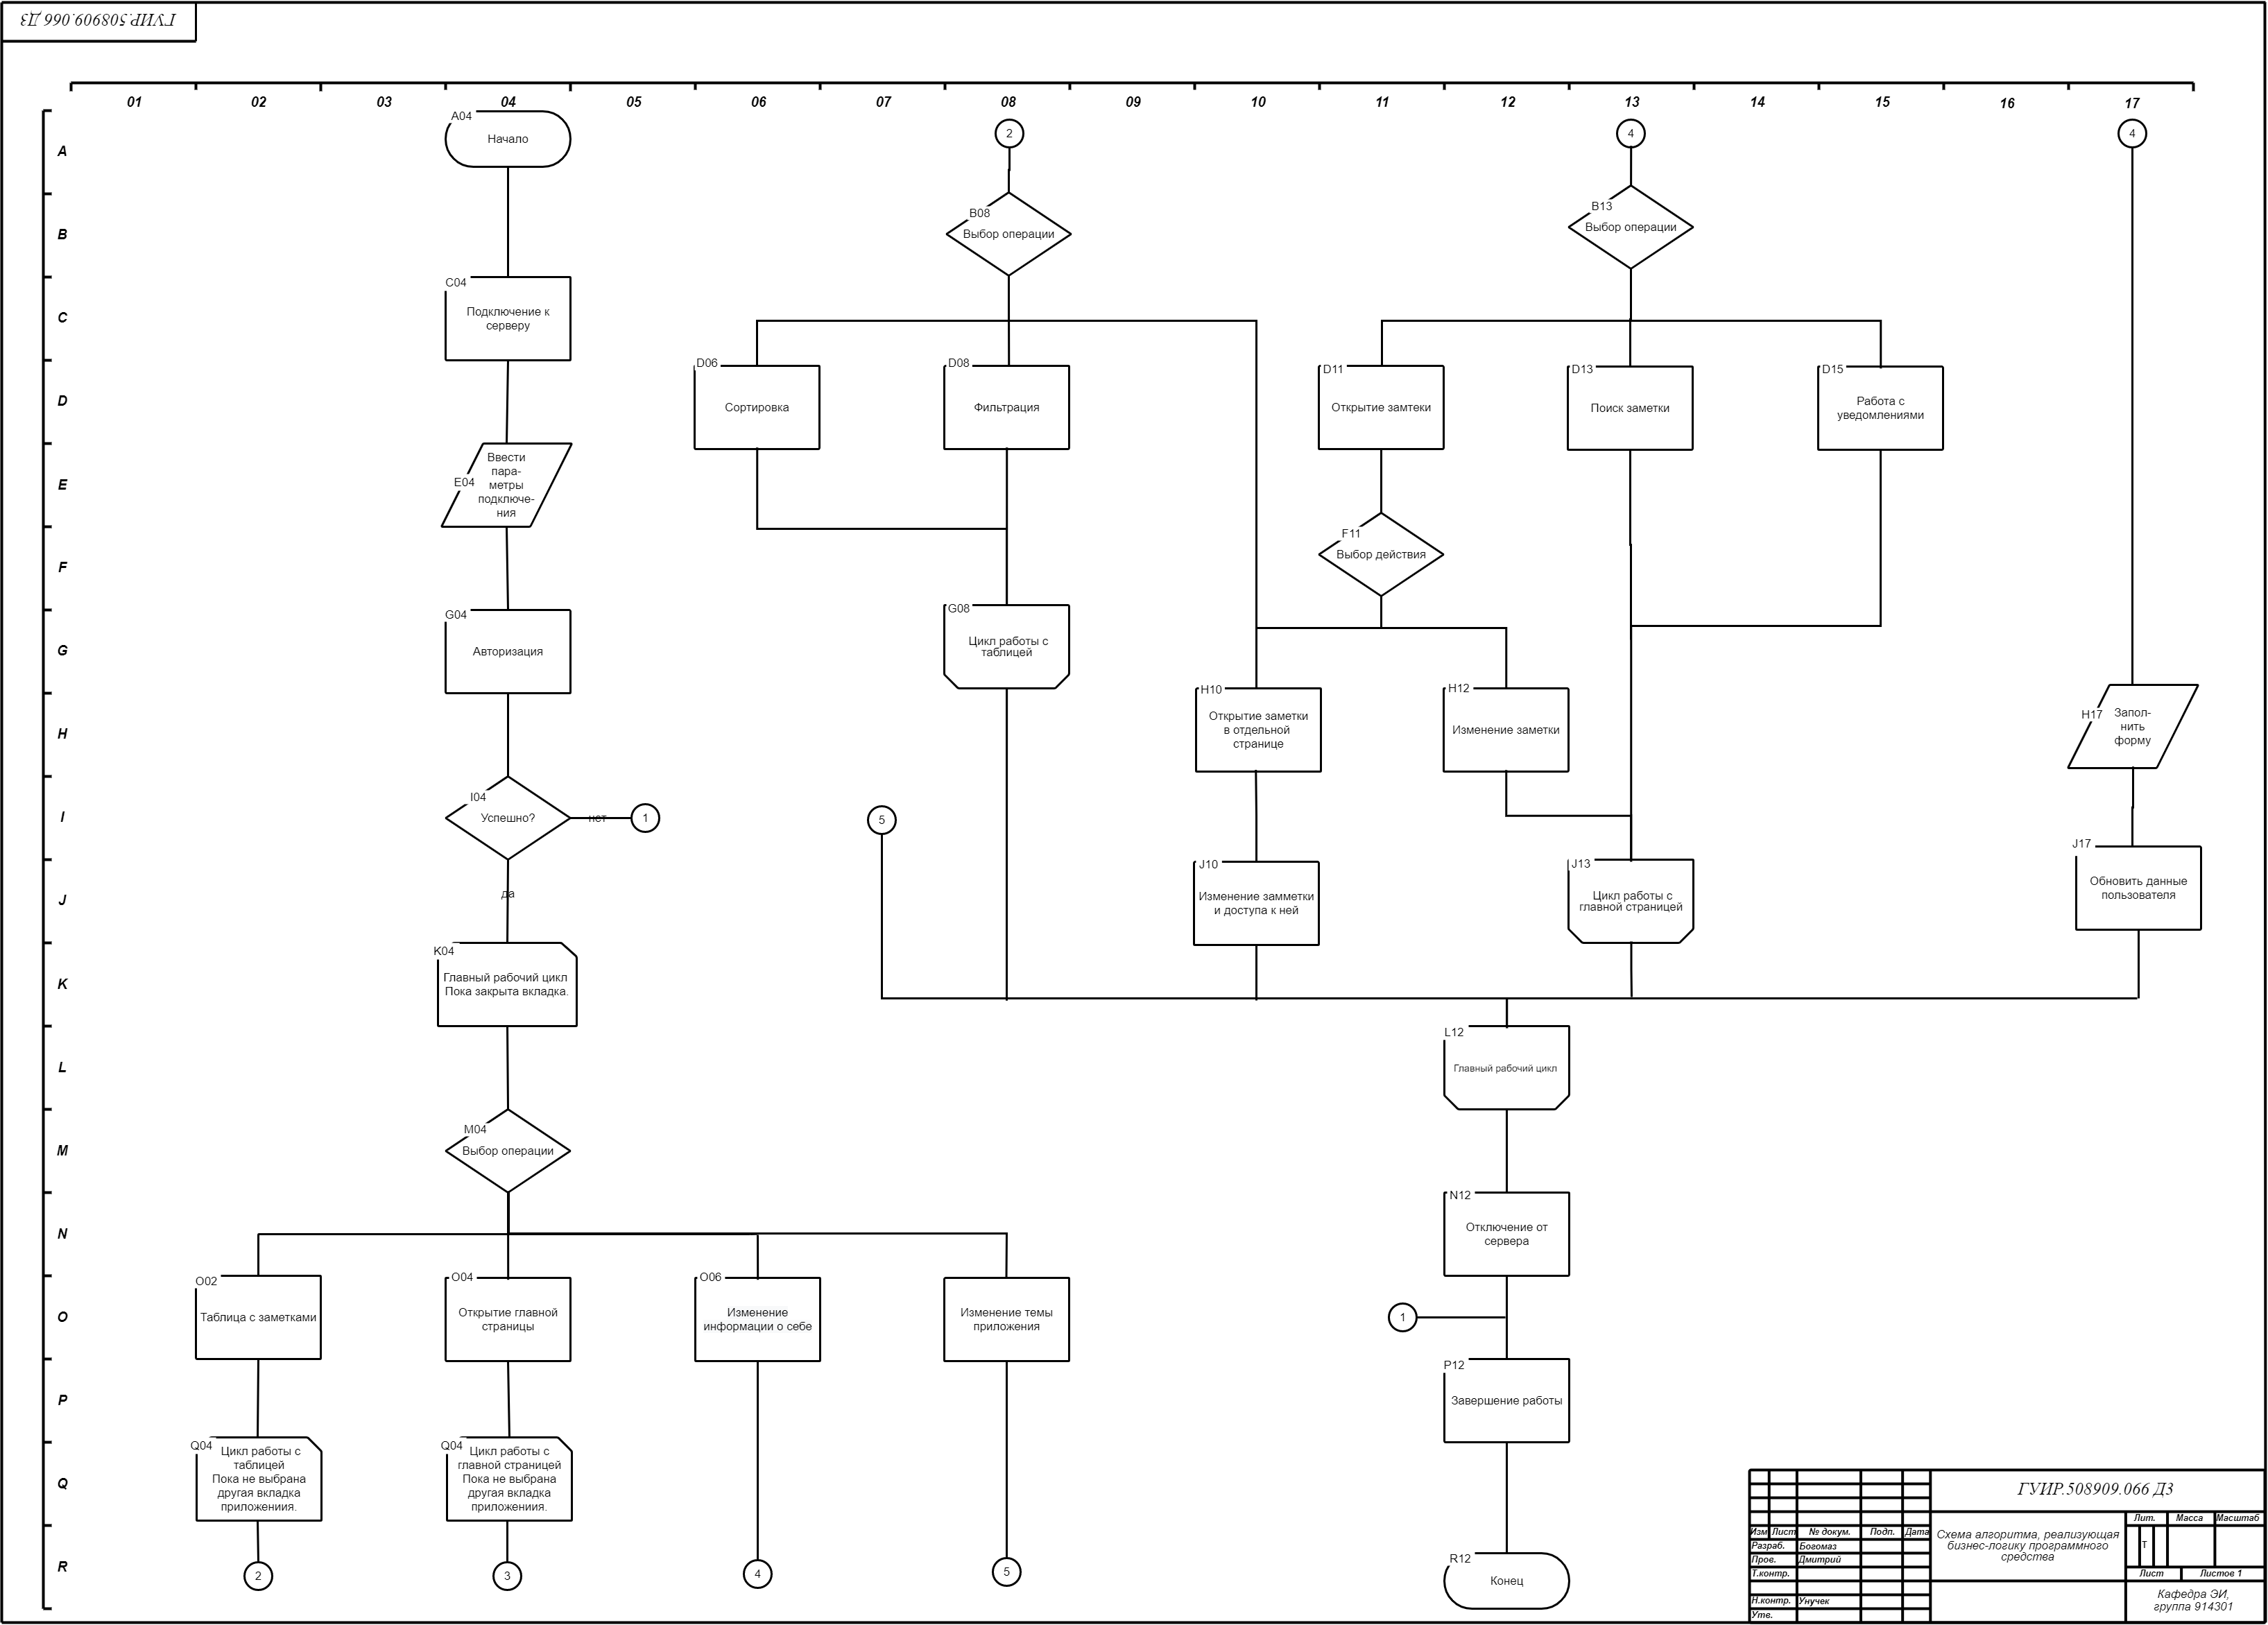 ГУИР.508909.066 Д3
01 02 03 04 05 06 07 08 09 10 11 12 13 14 15 16 17
A
B
C
D
E
F
G
H
I
J
K
L
M
N
O
P
Q
R
A04
Начало
C04
Подключение к
серверу
E04
Ввести
пара-
метры
подключе-
ния
G04
Авторизация
I04
Успешно?
нет
1
да
K04
Главный рабочий цикл
Пока закрыта вкладка.
M04
Выбор операции
O02
Таблица с заметками
O04
Открытие главной
страницы
O06
Изменение
информации о себе
Изменение темы
приложения
Q04
Цикл работы с
таблицей
Пока не выбрана
другая вкладка
приложениия.
Q04
Цикл работы с
главной страницей
Пока не выбрана
другая вкладка
приложениия.
2
3
4
5
2
B08
Выбор операции
D06
Сортировка
D08
Фильтрация
G08
Цикл работы с
таблицей
5
4
B13
Выбор операции
D11
Открытие замтеки
D13
Поиск заметки
D15
Работа с
уведомлениями
F11
Выбор действия
H10
Открытие заметки
в отдельной
странице
H12
Изменение заметки
J10
Изменение замметки
и доступа к ней
J13
Цикл работы с
главной страницей
4
H17
Запол-
нить
форму
J17
Обновить данные
пользователя
L12
Главный рабочий цикл
N12
Отключение от
сервера
1
P12
Завершение работы
R12
Конец
ГУИР.508909.066 Д3
Изм Лист № докум. Подп. Дата
Разраб. Богомаз
Пров. Дмитрий
Т.контр.
Н.контр. Унучек
Утв.
Схема алгоритма, реализующая
бизнес-логику программного
средства
Лит. Масса Масштаб
Т
Лист Листов 1
Кафедра ЭИ,
группа 914301